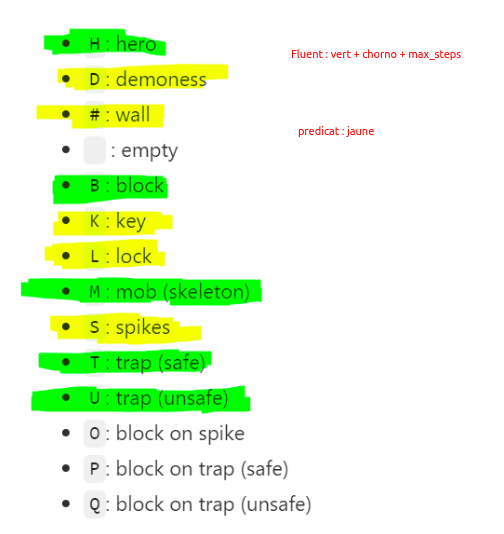 H : hero
Fluent : vert + chorno + max_steps
D : demoness
# : wall
predicat : jaune
: empty
B : block
K : key
L : lock
M : mob (skeleton)
S : spikes
T : trap (safe)
U : trap (unsafe)
O : block on spike
P : block on trap (safe)
Q : block on trap (unsafe)